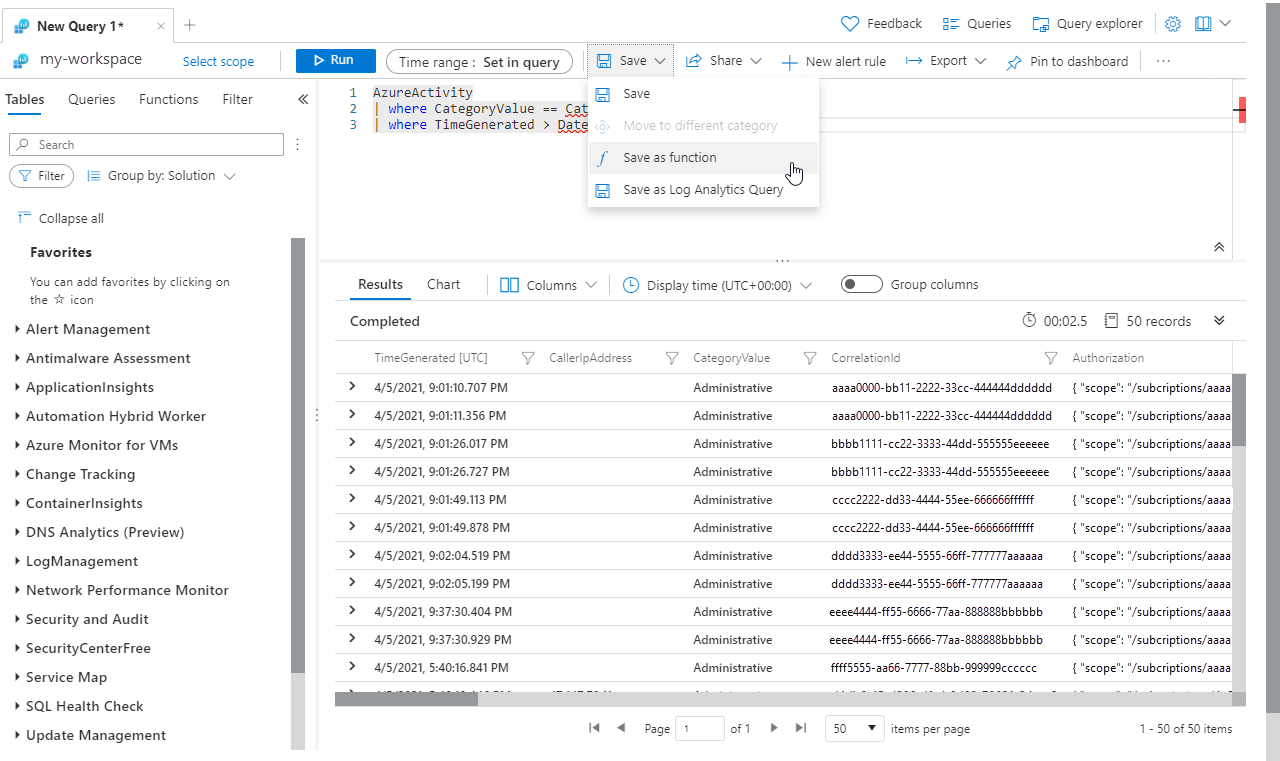 New Query 1*
Feedback Queries Query explorer
my-workspace Select scope Run Time range : Set in query Save Share New alert rule Export Pin to dashboard ...
Tables Queries Functions Filter
Search
Filter Group by: Solution
Collapse all
Favorites
You can add favorites by clicking on
the ☆ icon
Alert Management
Antimalware Assessment
ApplicationInsights
Automation Hybrid Worker
Azure Monitor for VMs
Change Tracking
ContainerInsights
DNS Analytics (Preview)
LogManagement
Network Performance Monitor
Security and Audit
SecurityCenterFree
Service Map
SQL Health Check
Update Management
1 AzureActivity
2 | where CategoryValue == Cat
3 | where TimeGenerated > Date
Save
Move to different category
Save as function
Save as Log Analytics Query
Results Chart Columns Display time (UTC+00:00) Group columns
Completed 00:02.5 50 records
TimeGenerated [UTC] CallerIpAddress CategoryValue CorrelationId Authorization
4/5/2021, 9:01:10.707 PM Administrative aaaa0000-bb11-2222-33cc-444444dddddd { "scope": "/subcriptions/aaaa
4/5/2021, 9:01:11.356 PM Administrative aaaa0000-bb11-2222-33cc-444444dddddd { "scope": "/subcriptions/aaaa
4/5/2021, 9:01:26.017 PM Administrative bbbb1111-cc22-3333-44dd-555555eeeeee { "scope": "/subcriptions/aaaa
4/5/2021, 9:01:26.727 PM Administrative bbbb1111-cc22-3333-44dd-555555eeeeee { "scope": "/subcriptions/aaaa
4/5/2021, 9:01:49.113 PM Administrative cccc2222-dd33-4444-55ee-666666ffffff { "scope": "/subcriptions/aaaa
4/5/2021, 9:01:49.878 PM Administrative cccc2222-dd33-4444-55ee-666666ffffff { "scope": "/subcriptions/aaaa
4/5/2021, 9:02:04.519 PM Administrative dddd3333-ee44-5555-66ff-777777aaaaaa { "scope": "/subcriptions/aaaa
4/5/2021, 9:02:05.199 PM Administrative dddd3333-ee44-5555-66ff-777777aaaaaa { "scope": "/subcriptions/aaaa
4/5/2021, 9:37:30.404 PM Administrative eeee4444-ff55-6666-77aa-888888bbbbbb { "scope": "/subcriptions/aaaa
4/5/2021, 9:37:30.929 PM Administrative eeee4444-ff55-6666-77aa-888888bbbbbb { "scope": "/subcriptions/aaaa
4/5/2021, 5:40:16.841 PM Administrative ffff5555-aa66-7777-88bb-999999cccccc { "scope": "/subcriptions/aaaa
Page 1 of 1 50 items per page 1 - 50 of 50 items